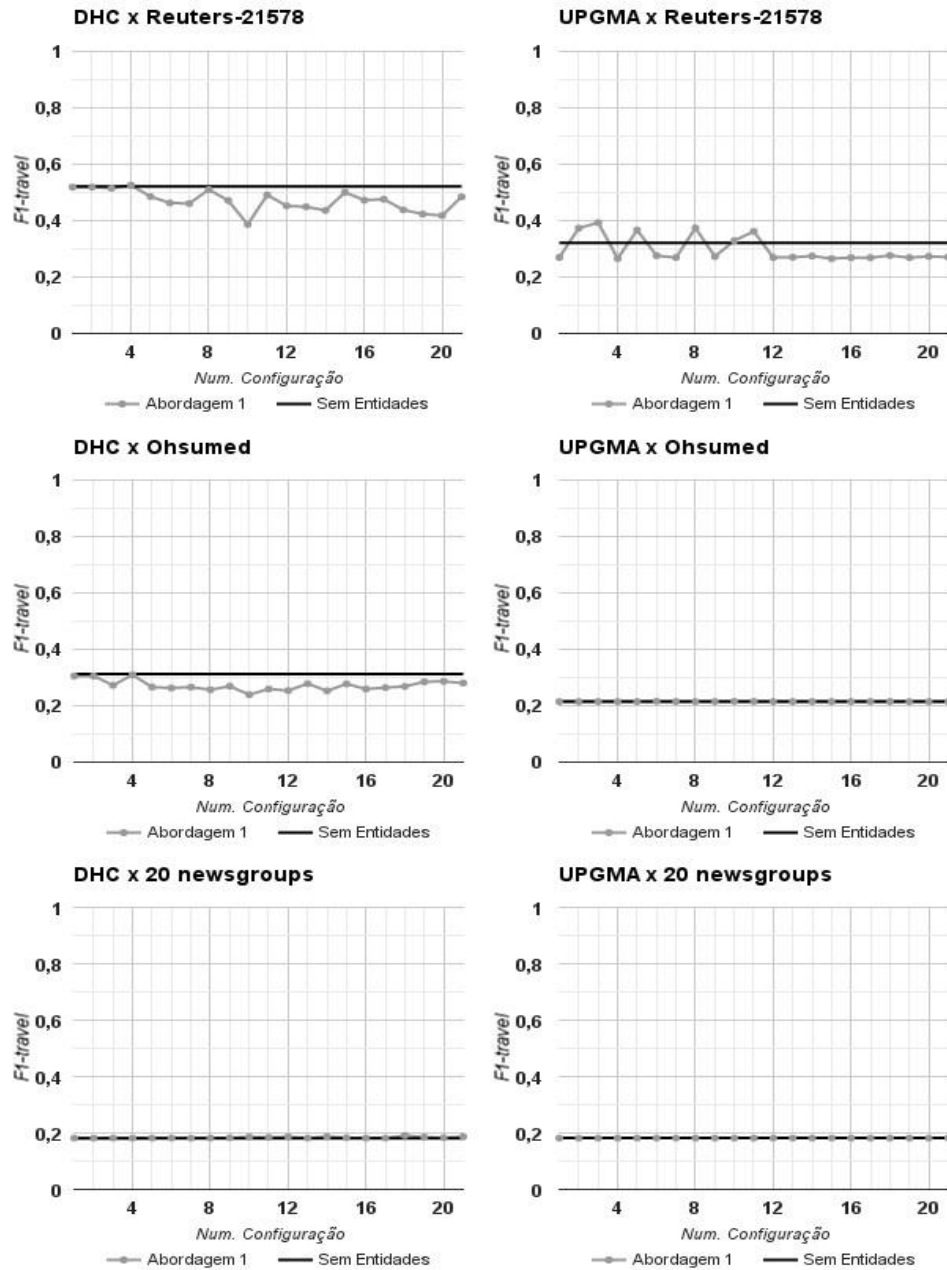 DHC x Reuters-21578
1
0,8
0,6
0,4
0,2
0
F1-travel
4 8 12 16 20
Num. Configuração
Abordagem 1 Sem Entidades
UPGMA x Reuters-21578
1
0,8
0,6
0,4
0,2
0
F1-travel
4 8 12 16 20
Num. Configuração
Abordagem 1 Sem Entidades
DHC x Ohsumed
1
0,8
0,6
0,4
0,2
0
F1-travel
4 8 12 16 20
Num. Configuração
Abordagem 1 Sem Entidades
UPGMA x Ohsumed
1
0,8
0,6
0,4
0,2
0
F1-travel
4 8 12 16 20
Num. Configuração
Abordagem 1 Sem Entidades
DHC x 20 newsgroups
1
0,8
0,6
0,4
0,2
0
F1-travel
4 8 12 16 20
Num. Configuração
Abordagem 1 Sem Entidades
UPGMA x 20 newsgroups
1
0,8
0,6
0,4
0,2
0
F1-travel
4 8 12 16 20
Num. Configuração
Abordagem 1 Sem Entidades